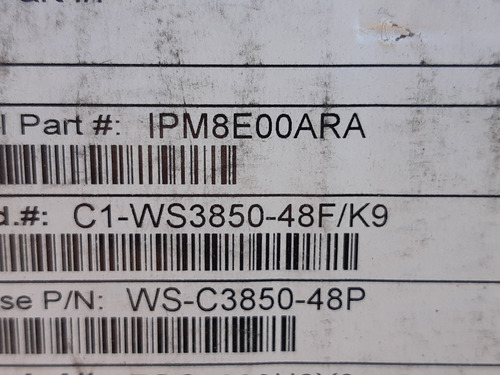 l Part #: IPM8E00ARA
d.#: C1-WS3850-48F/K9
se P/N: WS-C3850-48P